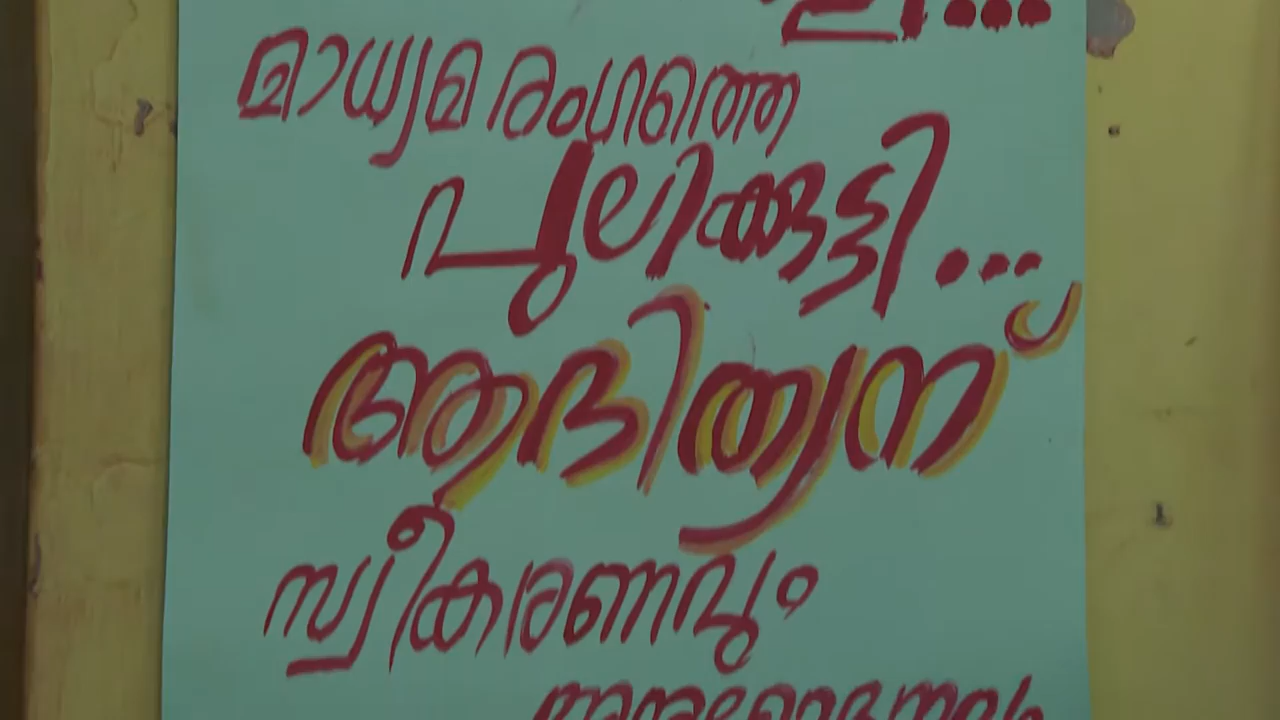 മാധ്യമ രംഗത്തെ
പുലിക്കുട്ടി...
ആദിത്യന്
സ്വീകരണവും